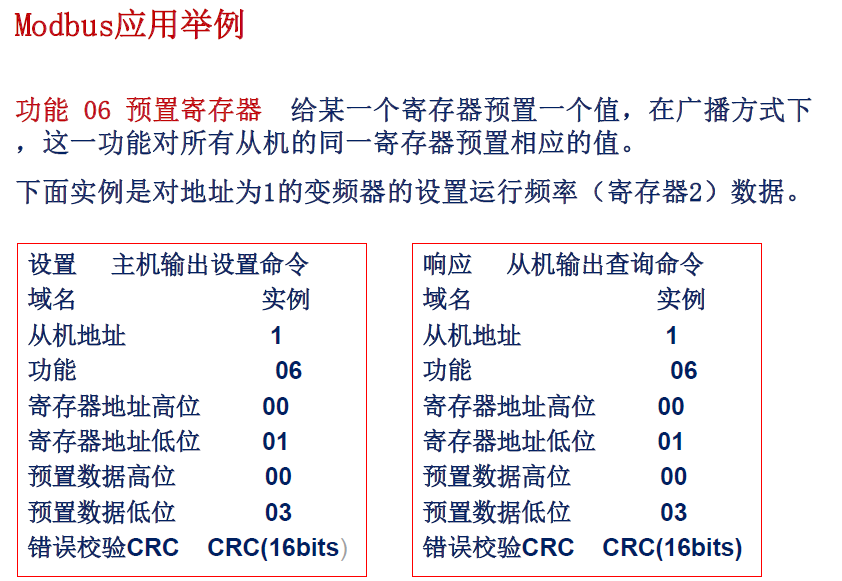 Modbus应用举例
功能 06 预置寄存器 给某一个寄存器预置一个值，在广播方式下
，这一功能对所有从机的同一寄存器预置相应的值。
下面实例是对地址为1的变频器的设置运行频率（寄存器2）数据。
设置 主机输出设置命令
域名 实例
从机地址 1
功能 06
寄存器地址高位 00
寄存器地址低位 01
预置数据高位 00
预置数据低位 03
错误校验CRC CRC(16bits)
响应 从机输出查询命令
域名 实例
从机地址 1
功能 06
寄存器地址高位 00
寄存器地址低位 01
预置数据高位 00
预置数据低位 03
错误校验CRC CRC(16bits)